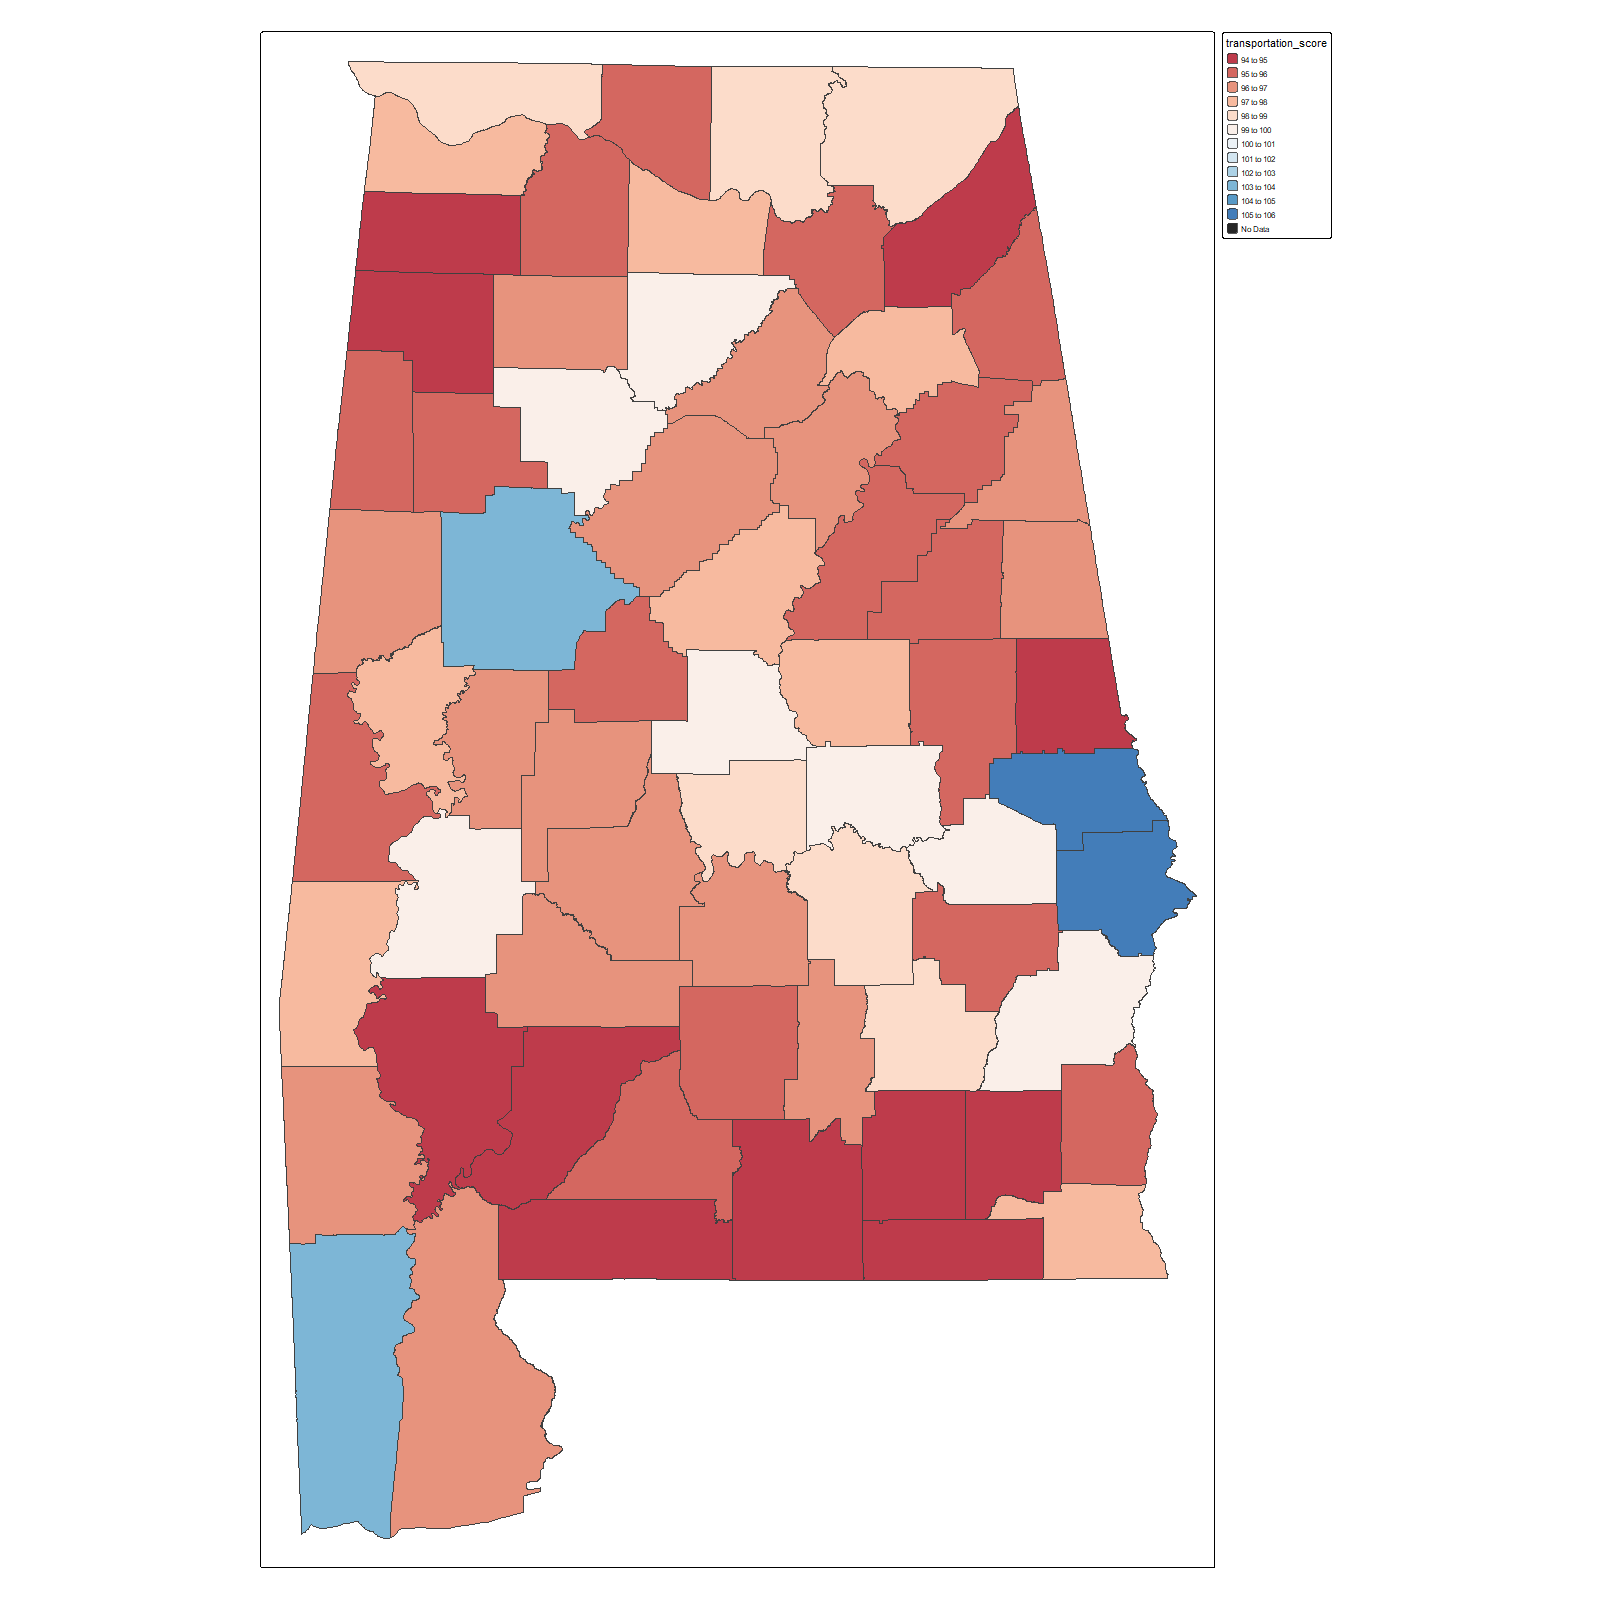 transportation_score
94 to 95
95 to 96
96 to 97
97 to 98
98 to 99
99 to 100
100 to 101
101 to 102
102 to 103
103 to 104
104 to 105
105 to 106
No Data